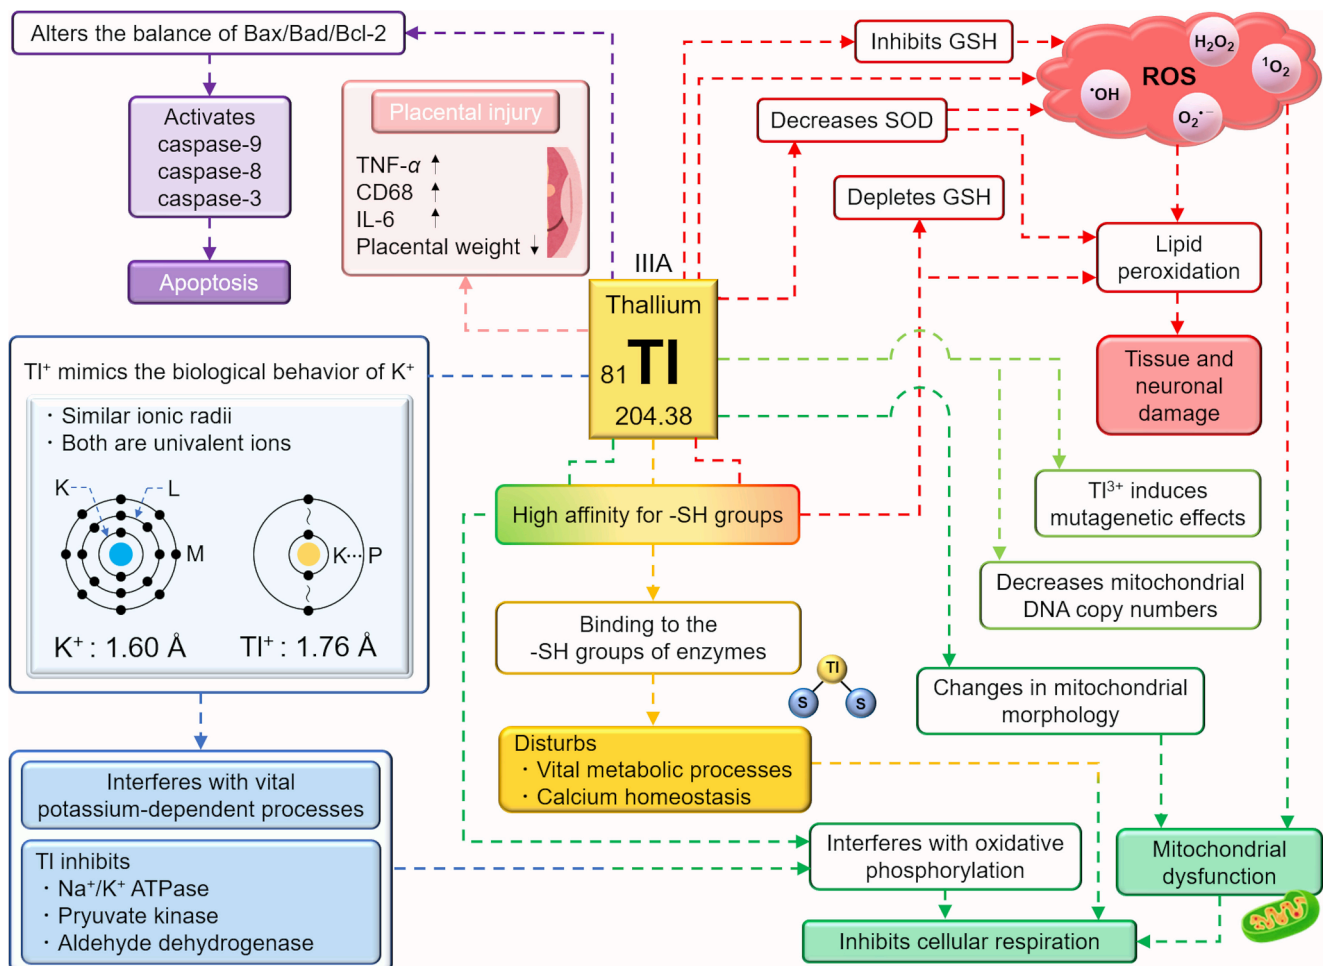 Alters the balance of Bax/Bad/Bcl-2
Activates
caspase-9
caspase-8
caspase-3
Apoptosis
Placental injury
TNF-α ↑
CD68 ↑
IL-6 ↑
Placental weight ↓
Inhibits GSH
Decreases SOD
Depletes GSH
ROS
H₂O₂
¹O₂
•OH
O₂•⁻
Lipid
peroxidation
Tissue and
neuronal
damage
IIIA
Thallium
81 Tl
204.38
Tl⁺ mimics the biological behavior of K⁺
· Similar ionic radii
· Both are univalent ions
K
L
M
K··· P
K⁺ : 1.60 Å
Tl⁺ : 1.76 Å
High affinity for -SH groups
Tl³⁺ induces
mutagenetic effects
Decreases mitochondrial
DNA copy numbers
Binding to the
-SH groups of enzymes
Tl
S
S
Changes in mitochondrial
morphology
Disturbs
· Vital metabolic processes
· Calcium homeostasis
Interferes with vital
potassium-dependent processes
Tl inhibits
· Na⁺/K⁺ ATPase
· Pryuvate kinase
· Aldehyde dehydrogenase
Interferes with oxidative
phosphorylation
Mitochondrial
dysfunction
Inhibits cellular respiration